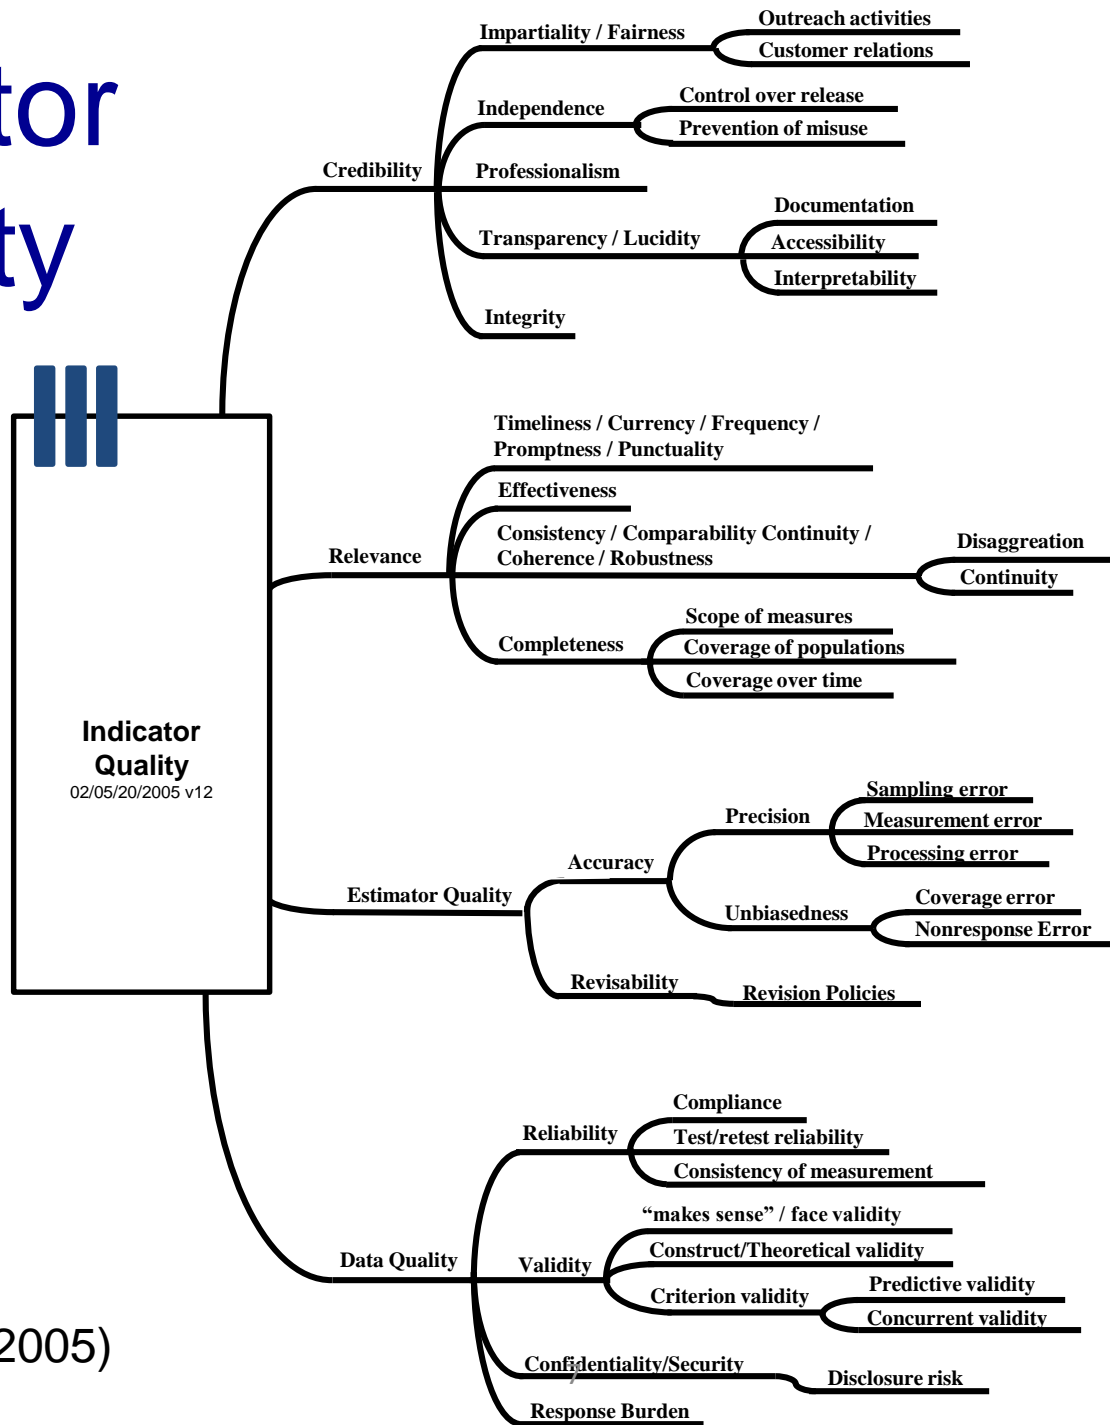 tor
ty
Indicator
Quality
02/05/20/2005 v12
Credibility
Impartiality / Fairness
Outreach activities
Customer relations
Independence
Control over release
Prevention of misuse
Professionalism
Transparency / Lucidity
Documentation
Accessibility
Interpretability
Integrity
Relevance
Timeliness / Currency / Frequency /
Promptness / Punctuality
Effectiveness
Consistency / Comparability Continuity /
Coherence / Robustness
Disaggreation
Continuity
Completeness
Scope of measures
Coverage of populations
Coverage over time
Estimator Quality
Accuracy
Precision
Sampling error
Measurement error
Processing error
Unbiasedness
Coverage error
Nonresponse Error
Revisability
Revision Policies
Data Quality
Reliability
Compliance
Test/retest reliability
Consistency of measurement
Validity
“makes sense” / face validity
Construct/Theoretical validity
Criterion validity
Predictive validity
Concurrent validity
Confidentiality/Security
Disclosure risk
Response Burden
2005)
7